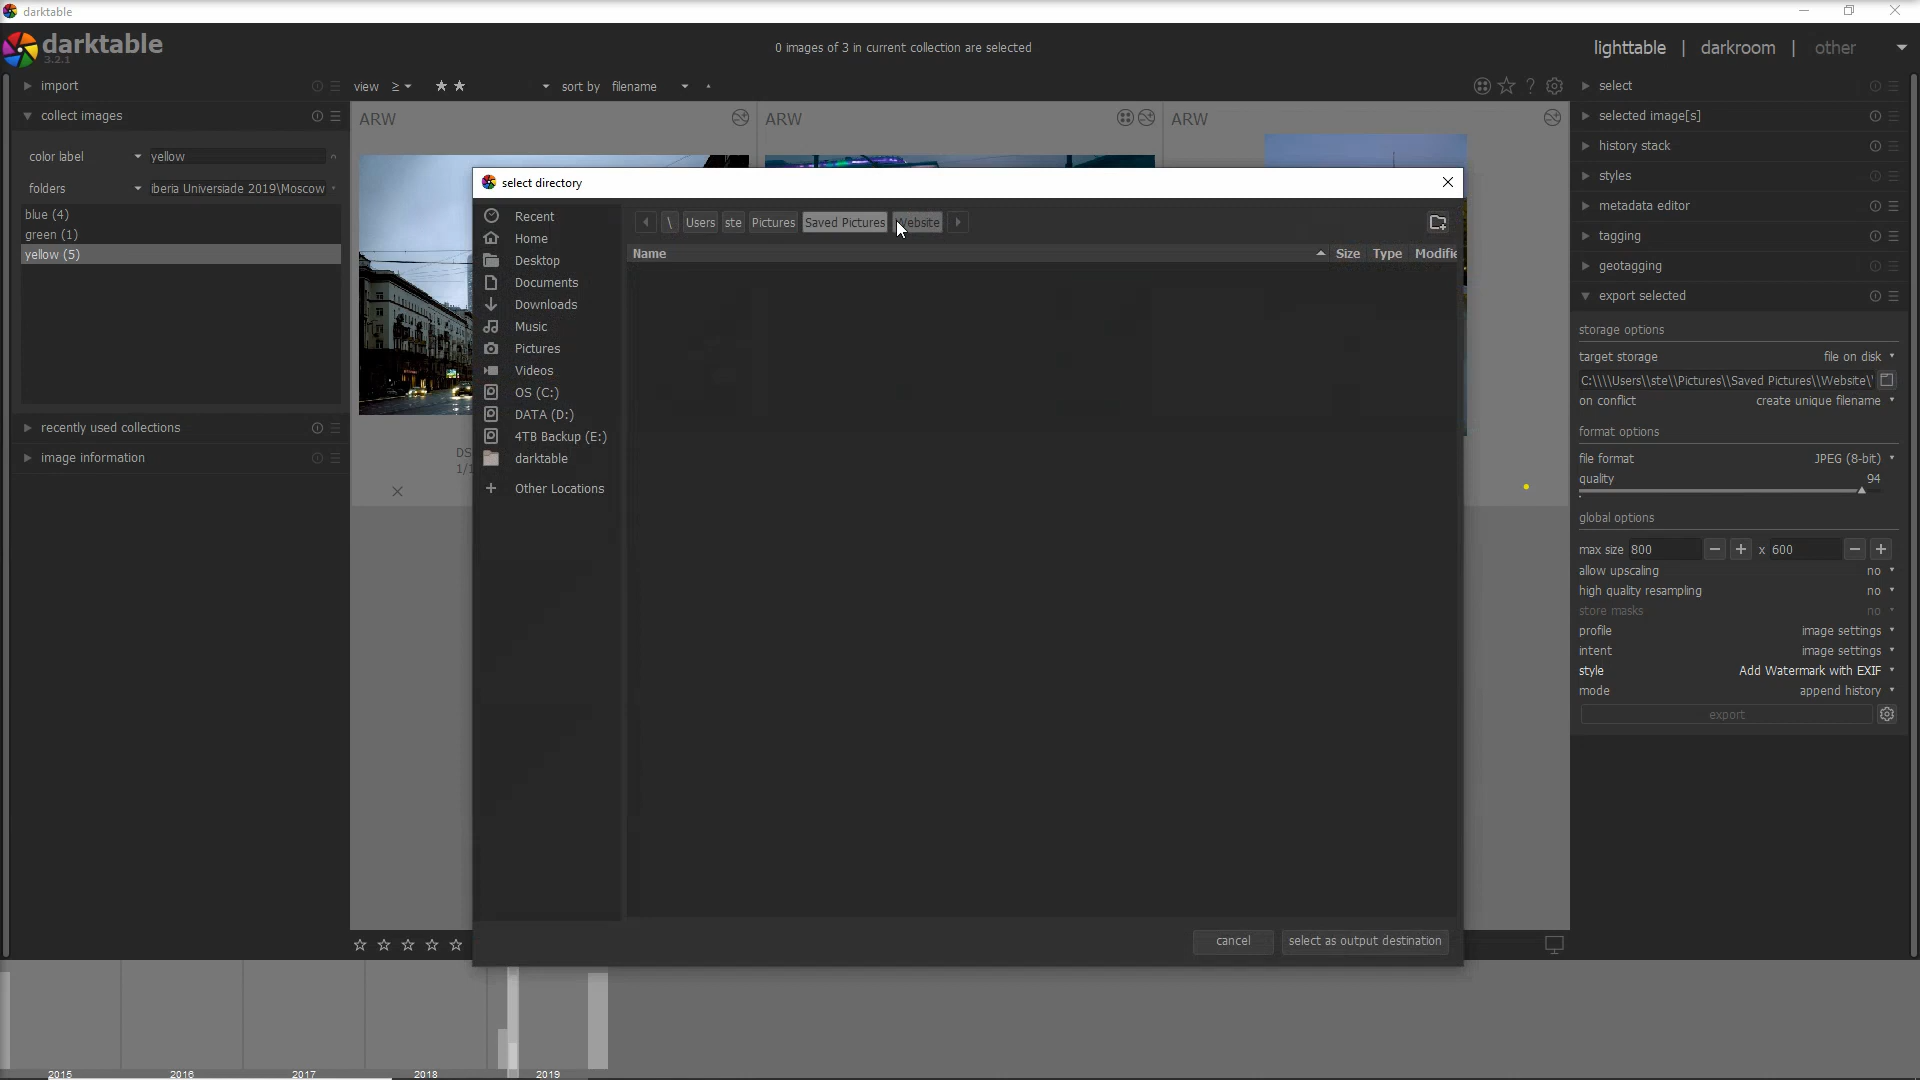 darktable
darktable
3.2.1
0 images of 3 in current collection are selected
lighttable | darkroom | other
import
view ≥ ★ ★ sort by filename
select
collect images
ARW
ARW
ARW
selected image[s]
color label yellow
history stack
folders iberia Universiade 2019\Moscow
styles
select directory
blue (4)
green (1)
yellow (5)
metadata editor
tagging
geotagging
export selected
Recent
Home
Desktop
Documents
Downloads
Music
Pictures
Videos
OS (C:)
DATA (D:)
4TB Backup (E:)
darktable
Other Locations
\ Users ste Pictures Saved Pictures Website
Name Size Type Modifie
storage options
target storage file on disk
C:\\\\Users\\ste\\Pictures\\Saved Pictures\\Website\'
on conflict create unique filename
format options
file format JPEG (8-bit)
quality 94
global options
max size 800 − + x 600 − +
allow upscaling no
high quality resampling no
store masks no
profile image settings
intent image settings
style Add Watermark with EXIF
mode append history
export
recently used collections
image information
DS
1/1
cancel select as output destination
2015 2016 2017 2018 2019